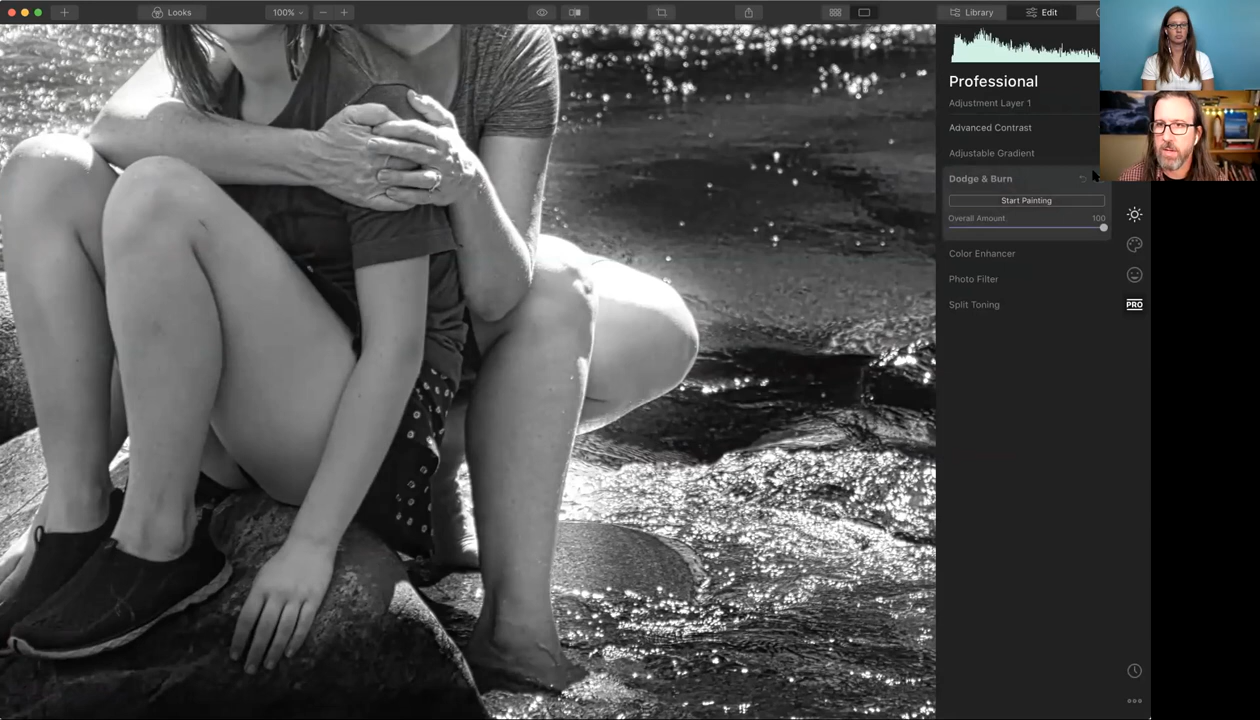 Looks
100%
Library
Edit
Professional
Adjustment Layer 1
Advanced Contrast
Adjustable Gradient
Dodge & Burn
Start Painting
Overall Amount 100
Color Enhancer
Photo Filter
Split Toning
PRO